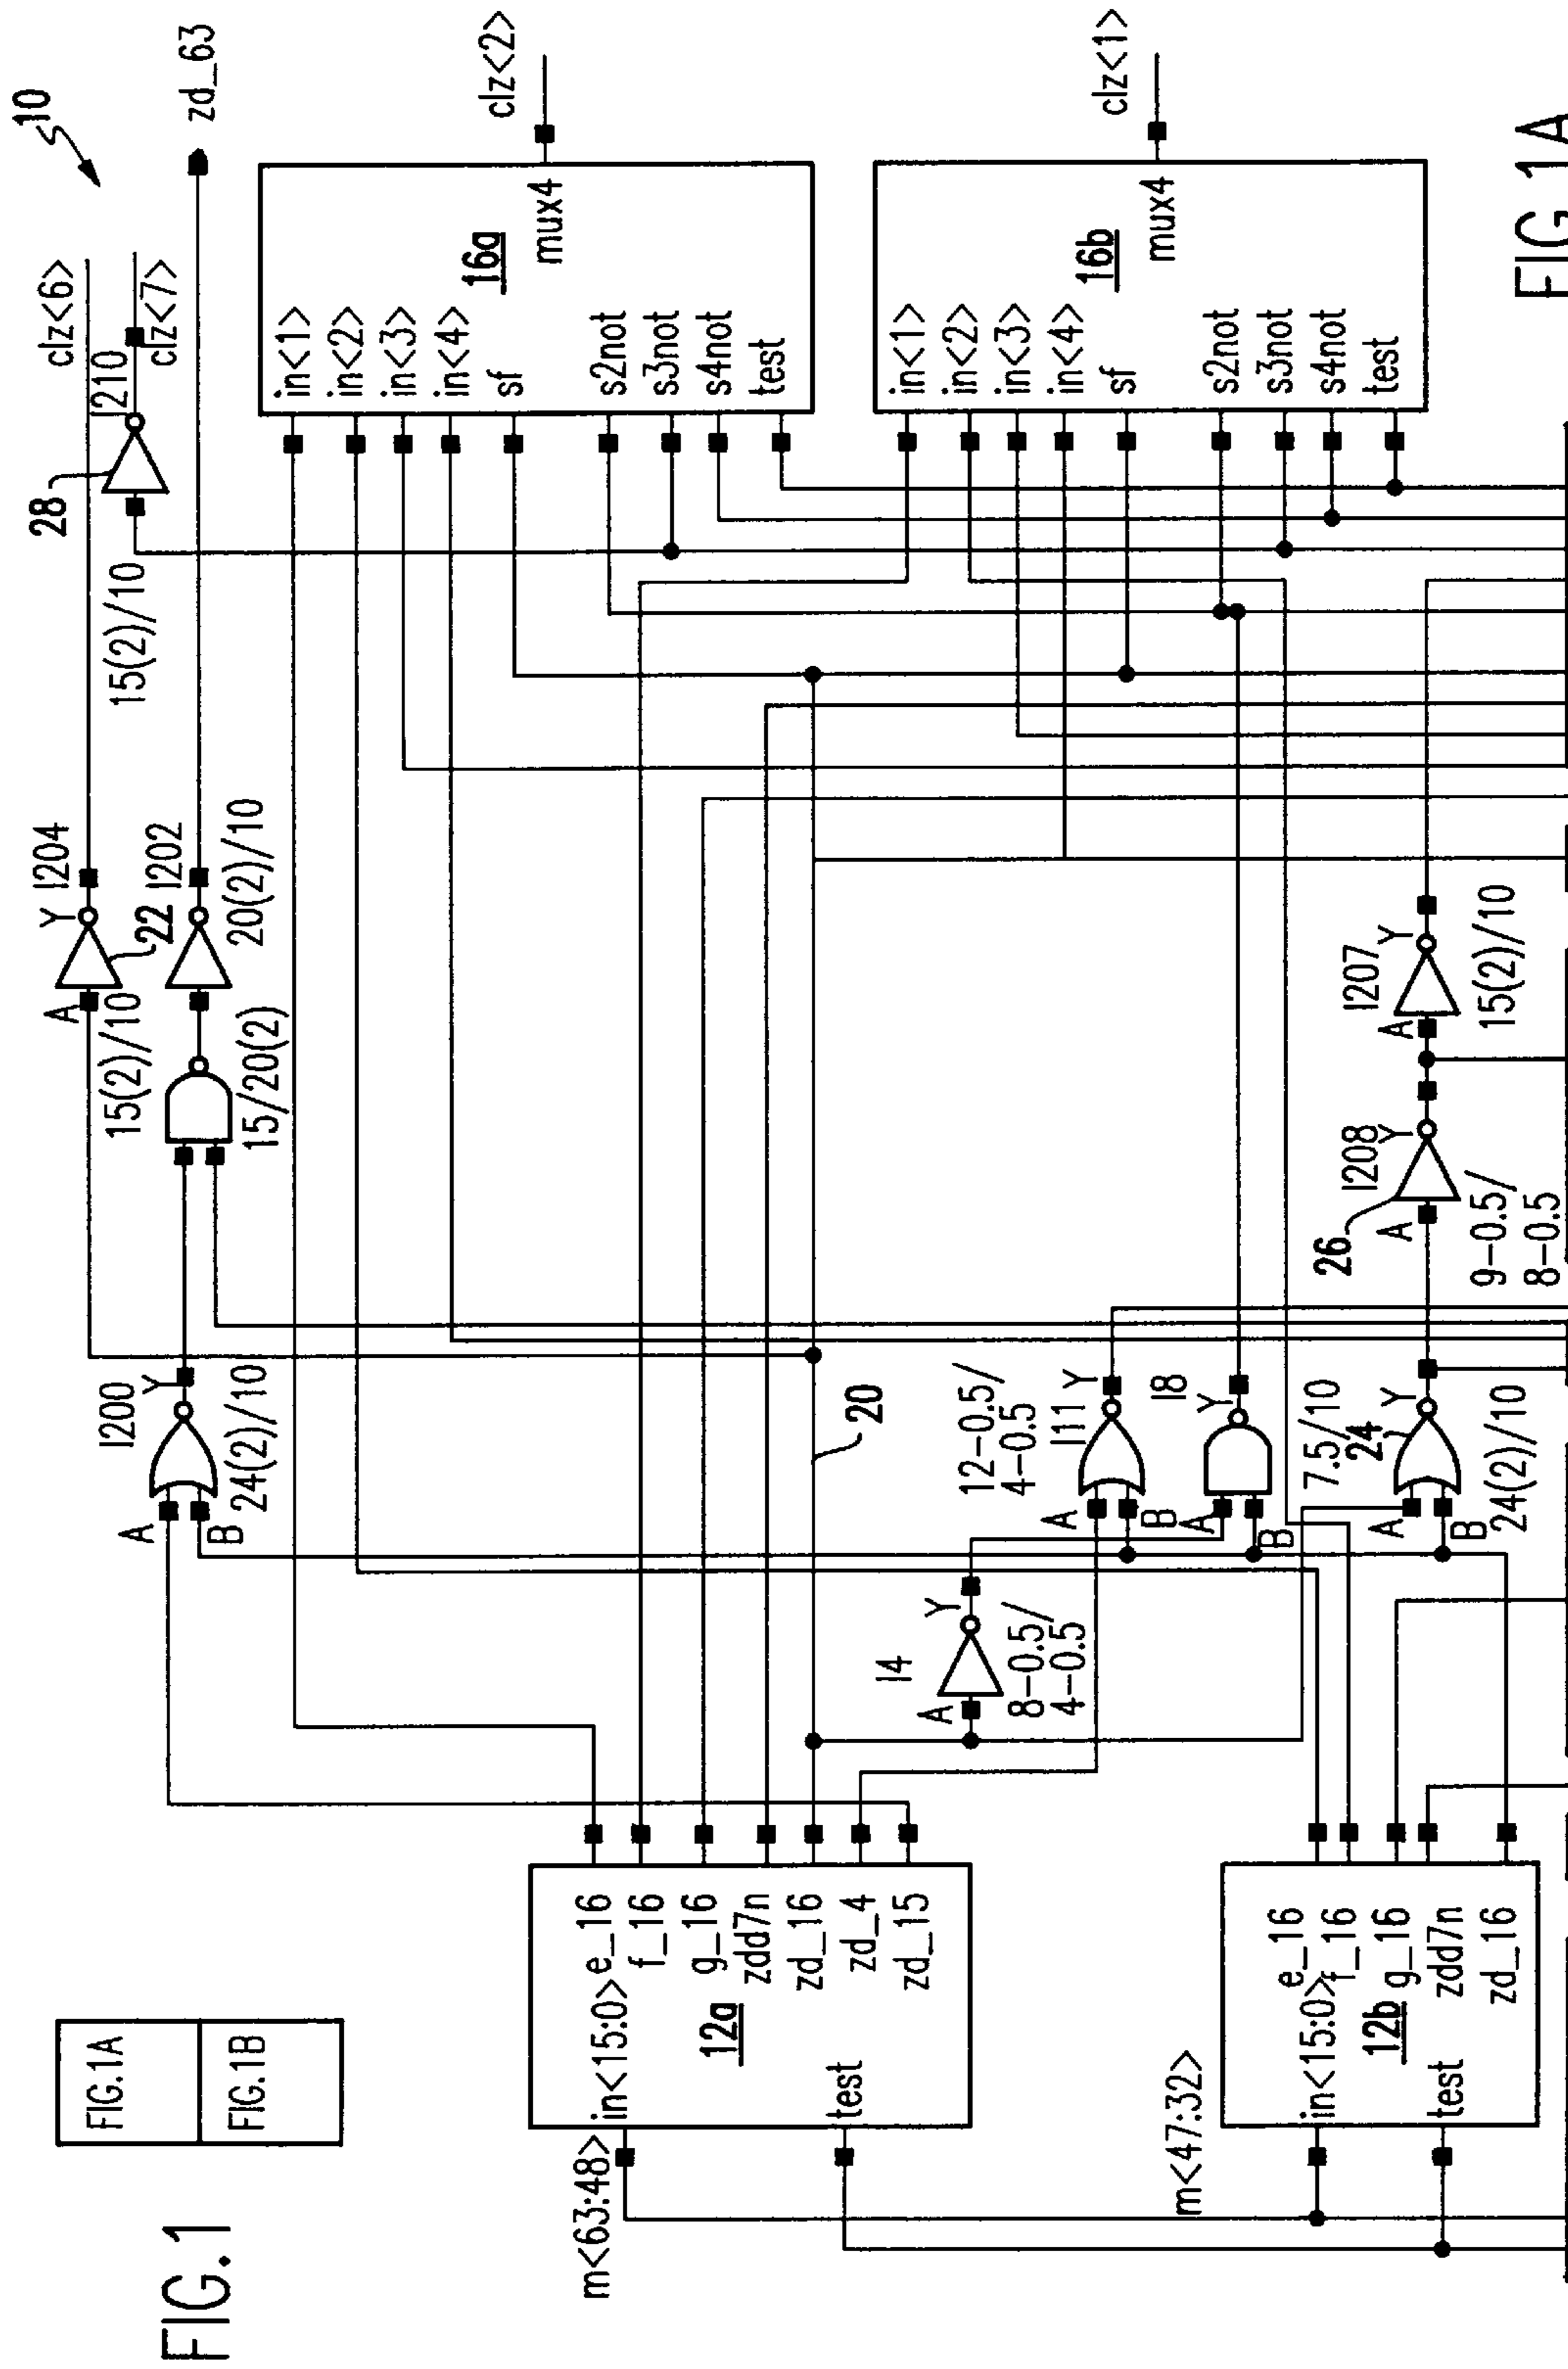 FIG.1
FIG.1A
FIG.1B
10
clz<6>
I210
clz<7>
zd_63
28
15(2)/10
I204
Y
22
A
15(2)/10
I202
20(2)/10
15/20(2)
I200
Y
A
B
24(2)/10
in<1>
in<2>
in<3>
in<4>
sf
s2not
s3not
s4not
test
16a
mux4
clz<2>
in<1>
in<2>
in<3>
in<4>
sf
s2not
s3not
s4not
test
16b
mux4
clz<1>
m<63:48>
in<15:0>
test
12a
e_16
f_16
g_16
zdd7n
zd_16
zd_4
zd_15
20
I4
A
Y
8-0.5/
4-0.5
12-0.5/
4-0.5
I11
A
B
Y
I8
A
B
Y
7.5/10
24
A
B
Y
24(2)/10
26
I208
A
Y
9-0.5/
8-0.5
I207
A
Y
15(2)/10
m<47:32>
in<15:0>
test
12b
e_16
f_16
g_16
zdd7n
zd_16
FIG.1A